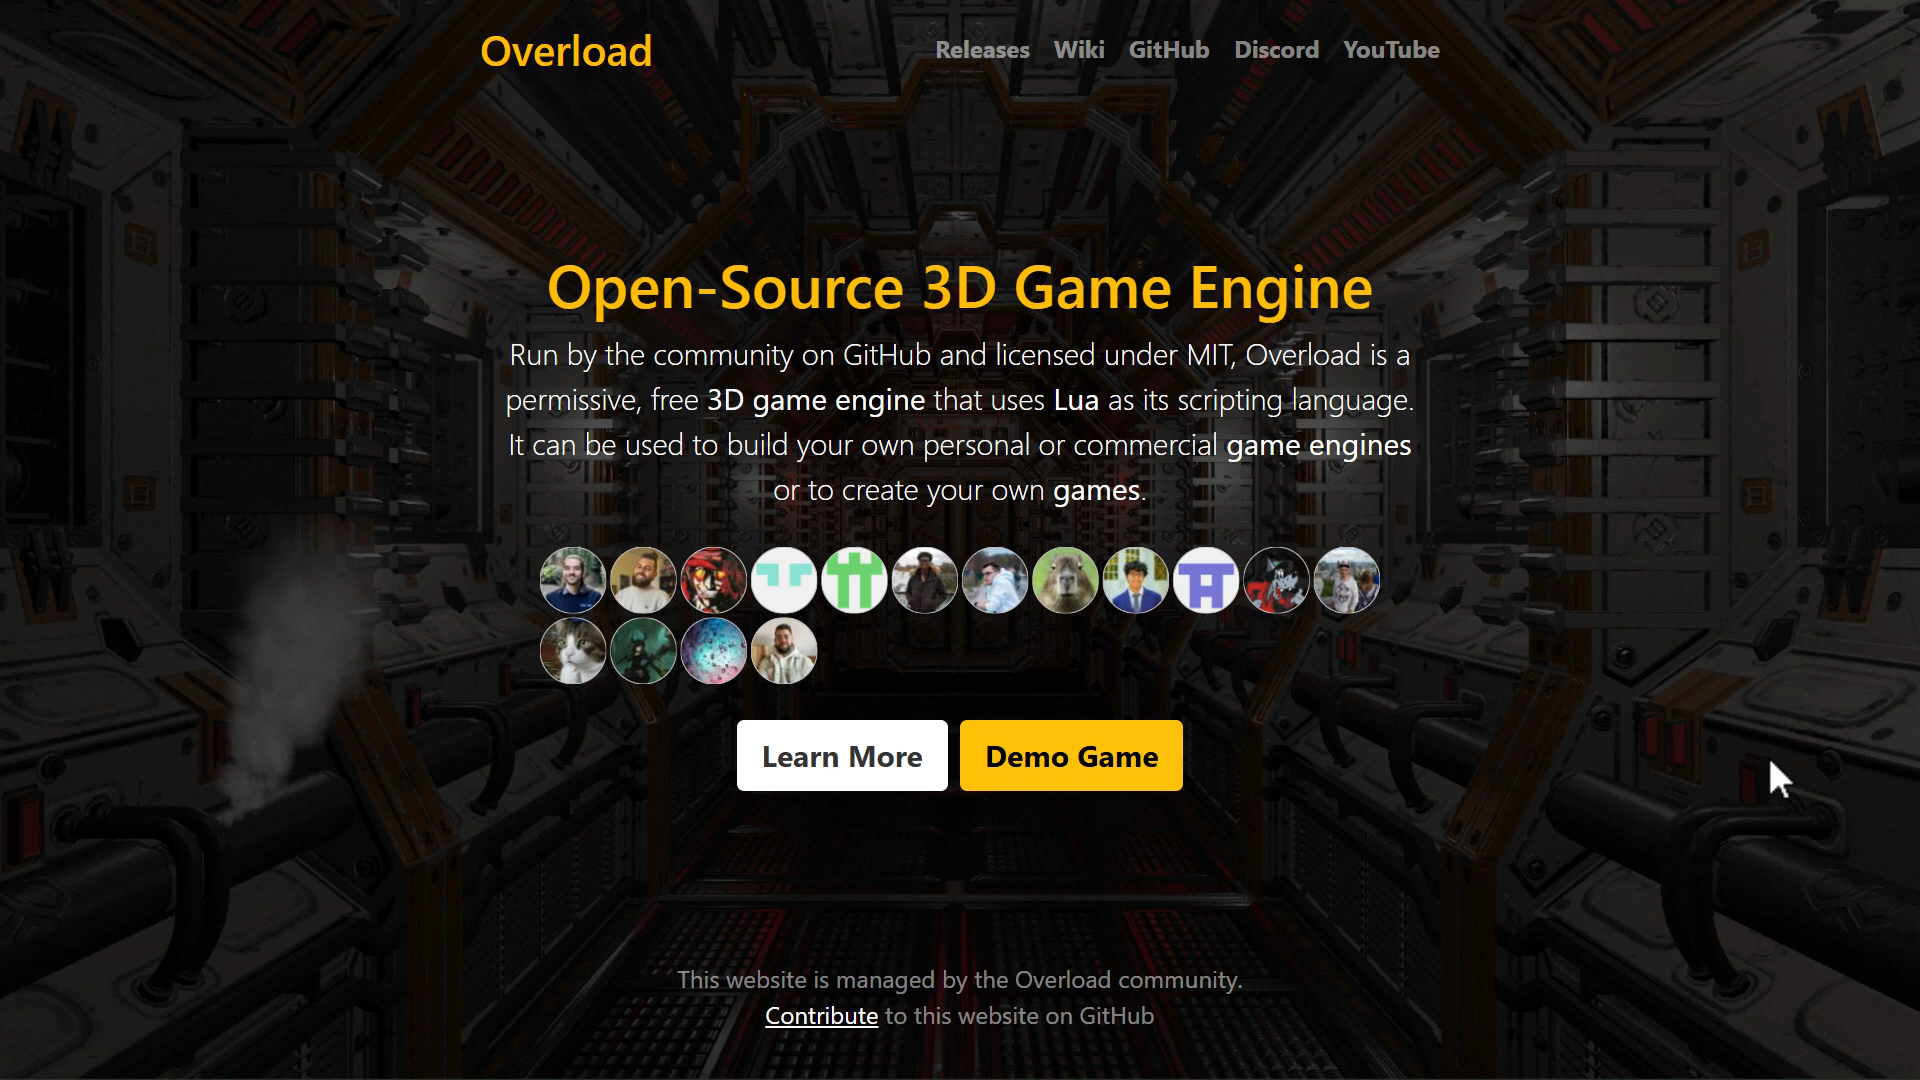 Overload
Releases Wiki GitHub Discord YouTube
Open-Source 3D Game Engine
Run by the community on GitHub and licensed under MIT, Overload is a
permissive, free 3D game engine that uses Lua as its scripting language.
It can be used to build your own personal or commercial game engines
or to create your own games.
Learn More
Demo Game
This website is managed by the Overload community.
Contribute to this website on GitHub